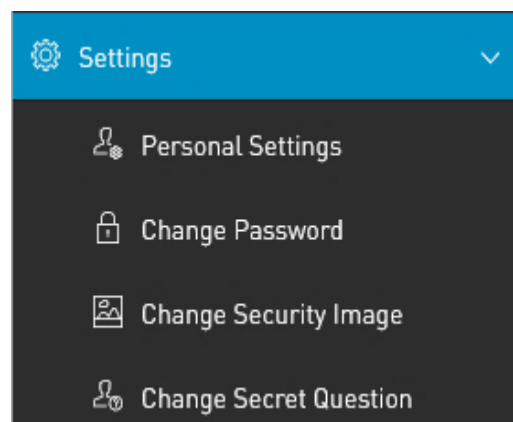 Settings
Personal Settings
Change Password
Change Security Image
Change Secret Question